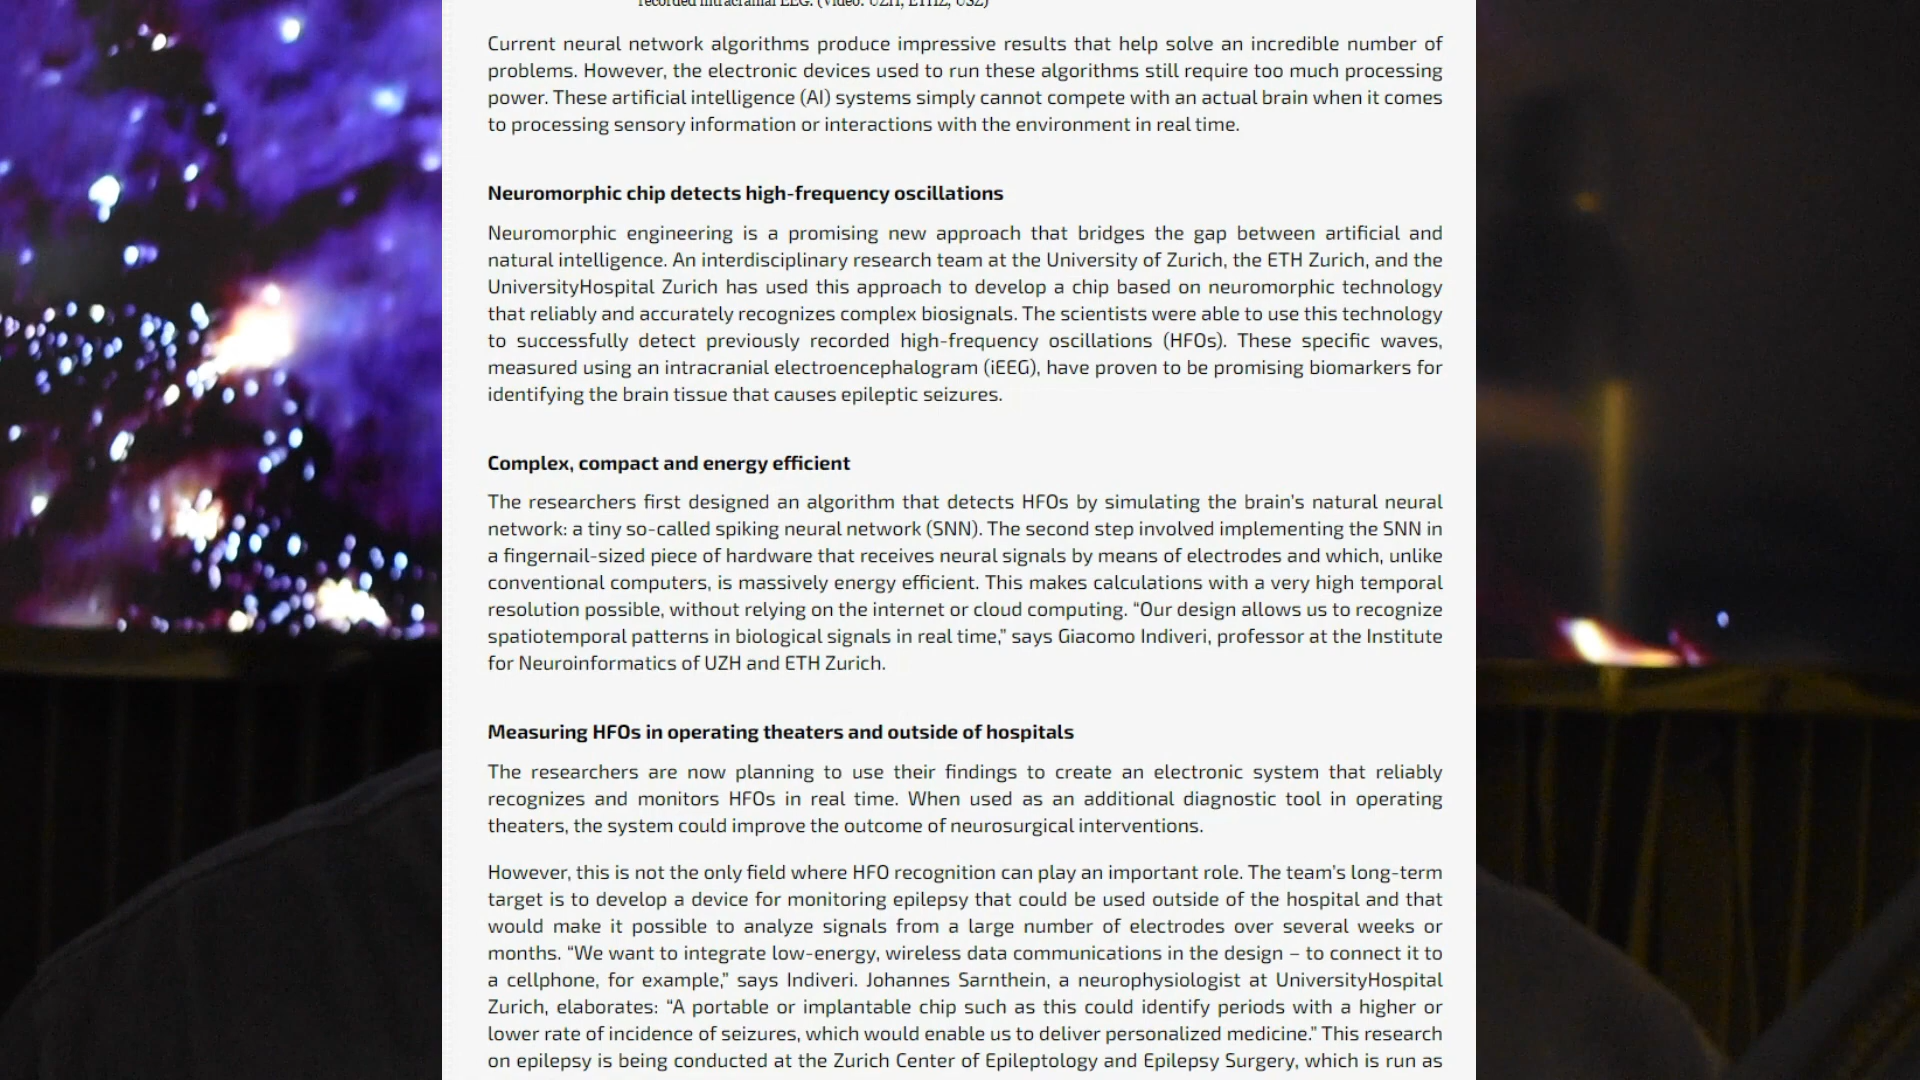 recorded intracranial EEG. (Video: UZH, ETHZ, USZ)
Current neural network algorithms produce impressive results that help solve an incredible number of
problems. However, the electronic devices used to run these algorithms still require too much processing
power. These artificial intelligence (AI) systems simply cannot compete with an actual brain when it comes
to processing sensory information or interactions with the environment in real time.
Neuromorphic chip detects high-frequency oscillations
Neuromorphic engineering is a promising new approach that bridges the gap between artificial and
natural intelligence. An interdisciplinary research team at the University of Zurich, the ETH Zurich, and the
UniversityHospital Zurich has used this approach to develop a chip based on neuromorphic technology
that reliably and accurately recognizes complex biosignals. The scientists were able to use this technology
to successfully detect previously recorded high-frequency oscillations (HFOs). These specific waves,
measured using an intracranial electroencephalogram (iEEG), have proven to be promising biomarkers for
identifying the brain tissue that causes epileptic seizures.
Complex, compact and energy efficient
The researchers first designed an algorithm that detects HFOs by simulating the brain's natural neural
network: a tiny so-called spiking neural network (SNN). The second step involved implementing the SNN in
a fingernail-sized piece of hardware that receives neural signals by means of electrodes and which, unlike
conventional computers, is massively energy efficient. This makes calculations with a very high temporal
resolution possible, without relying on the internet or cloud computing. “Our design allows us to recognize
spatiotemporal patterns in biological signals in real time,” says Giacomo Indiveri, professor at the Institute
for Neuroinformatics of UZH and ETH Zurich.
Measuring HFOs in operating theaters and outside of hospitals
The researchers are now planning to use their findings to create an electronic system that reliably
recognizes and monitors HFOs in real time. When used as an additional diagnostic tool in operating
theaters, the system could improve the outcome of neurosurgical interventions.
However, this is not the only field where HFO recognition can play an important role. The team's long-term
target is to develop a device for monitoring epilepsy that could be used outside of the hospital and that
would make it possible to analyze signals from a large number of electrodes over several weeks or
months. “We want to integrate low-energy, wireless data communications in the design – to connect it to
a cellphone, for example,” says Indiveri. Johannes Sarnthein, a neurophysiologist at UniversityHospital
Zurich, elaborates: “A portable or implantable chip such as this could identify periods with a higher or
lower rate of incidence of seizures, which would enable us to deliver personalized medicine.” This research
on epilepsy is being conducted at the Zurich Center of Epileptology and Epilepsy Surgery, which is run as